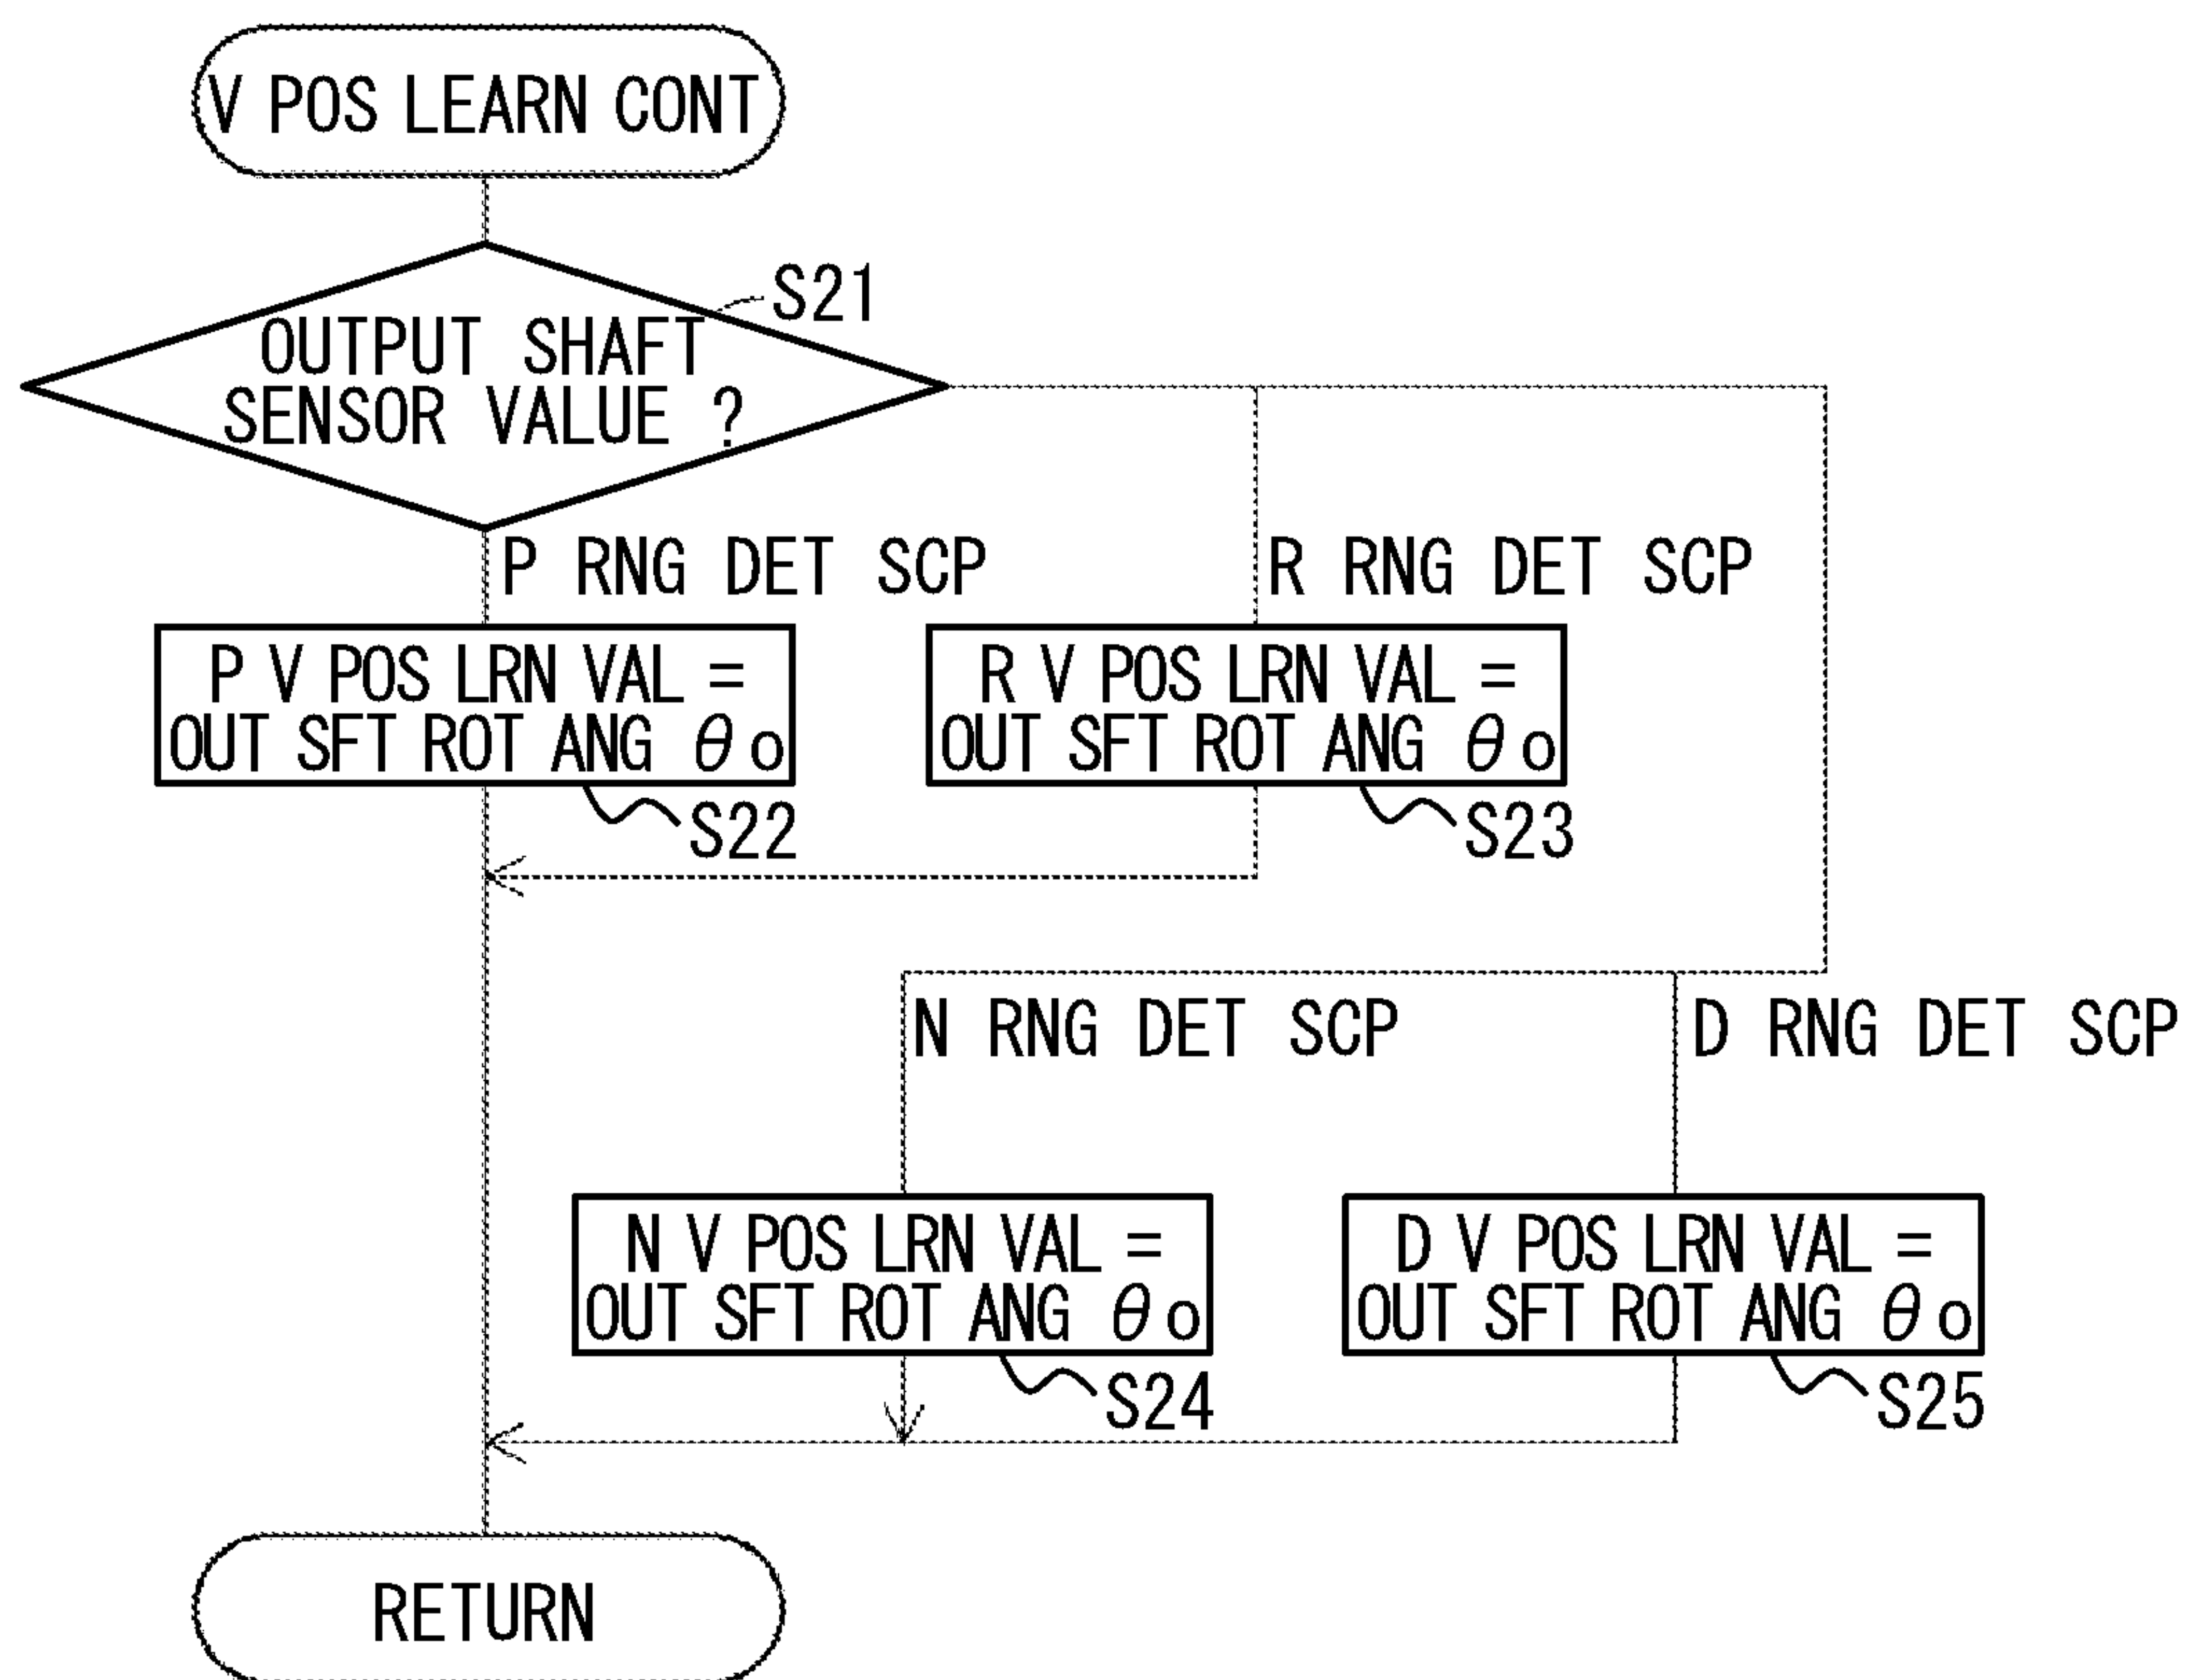 V POS LEARN CONT
S21
OUTPUT SHAFT
SENSOR VALUE ?
P RNG DET SCP
R RNG DET SCP
P V POS LRN VAL =
OUT SFT ROT ANG θo
S22
R V POS LRN VAL =
OUT SFT ROT ANG θo
S23
N RNG DET SCP
D RNG DET SCP
N V POS LRN VAL =
OUT SFT ROT ANG θo
S24
D V POS LRN VAL =
OUT SFT ROT ANG θo
S25
RETURN